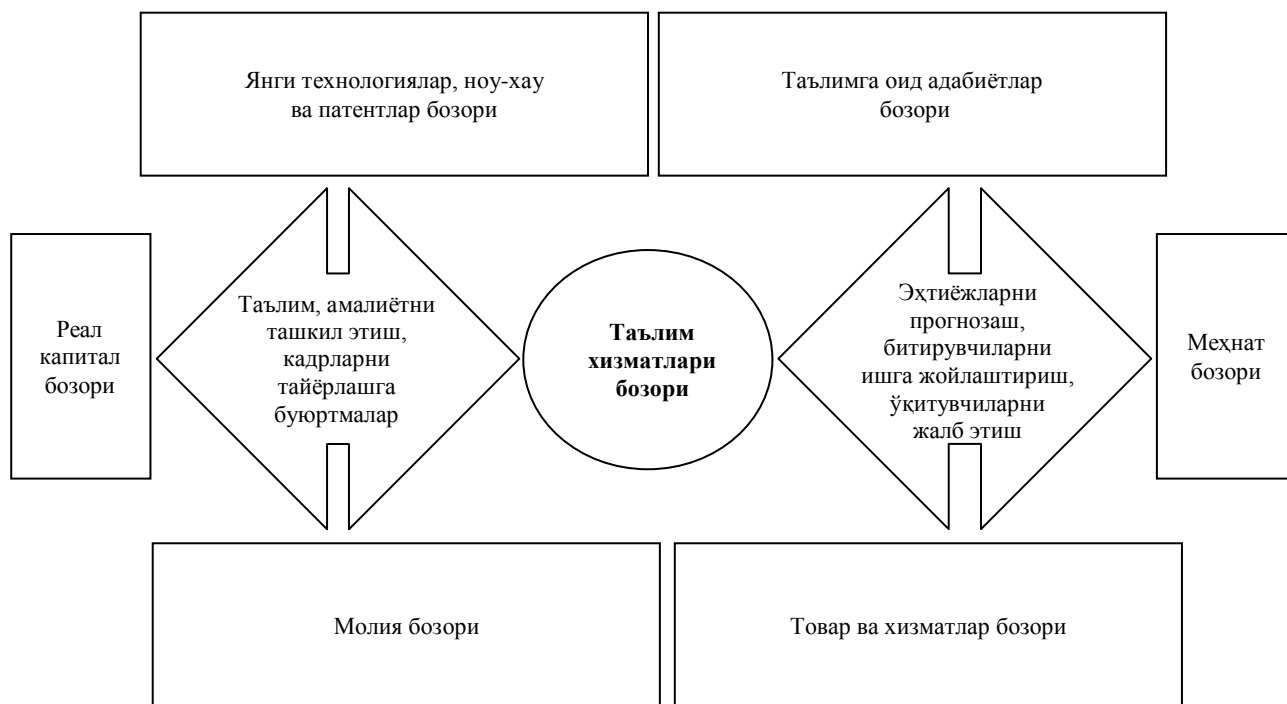 Янги технологиялар, ноу-хау
ва патентлар бозори
Таълимга оид адабиётлар
бозори
Реал
капитал
бозори
Таълим, амалиётни
ташкил этиш,
кадрларни
тайёрлашга
буюртмалар
Таълим
хизматлари
бозори
Эҳтиёжларни
прогнозаш,
битирувчиларни
ишга жойлаштириш,
ўқитувчиларни
жалб этиш
Меҳнат
бозори
Молия бозори
Товар ва хизматлар бозори